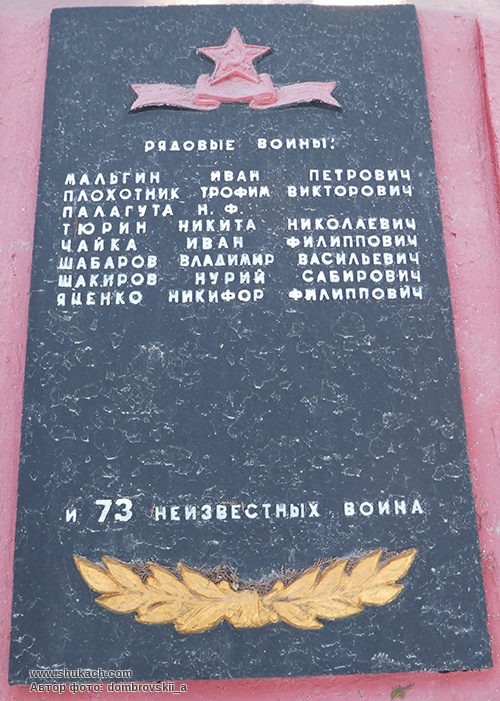 РЯДОВЫЕ ВОИНЫ:
МАЛЬГИН ИВАН ПЕТРОВИЧ
ПЛОХОТНИК ТРОФИМ ВИКТОРОВИЧ
ПАЛАГУТА Н. Ф.
ТЮРИН НИКИТА НИКОЛАЕВИЧ
ЧАЙКА ИВАН ФИЛИППОВИЧ
ШАБАРОВ ВЛАДИМИР ВАСИЛЬЕВИЧ
ШАКИРОВ НУРИЙ САБИРОВИЧ
ЯЦЕНКО НИКИФОР ФИЛИППОВИЧ
И 73 НЕИЗВЕСТНЫХ ВОИНА
www.shukach.com
Автор фото: dombrovskii_a